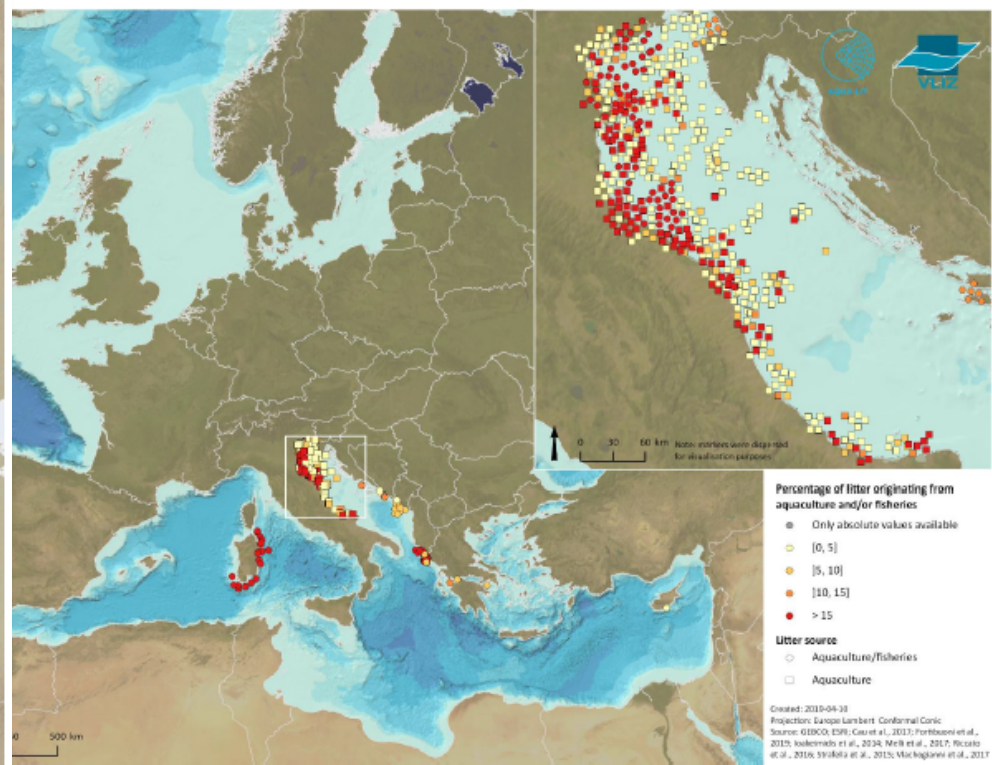 VLIZ
0 30 60 km
Note: entries were dispersed
for visualisation purposes
500 km
Percentage of litter originating from
aquaculture and/or fisheries
Only absolute values available
[0, 5]
]5, 10]
]10, 15]
> 15
Litter source
Aquaculture/fisheries
Aquaculture
Created: 2019-04-10
Projection: Europe Lambert Conformal Conic
Source: GEBCO; ESRI; Cau et al., 2017; Fortibuoni et al.,
2019; Ioakeimidis et al., 2014; Melli et al., 2017; Riccato
et al., 2016; Strafella et al., 2015; Vlachogianni et al., 2017